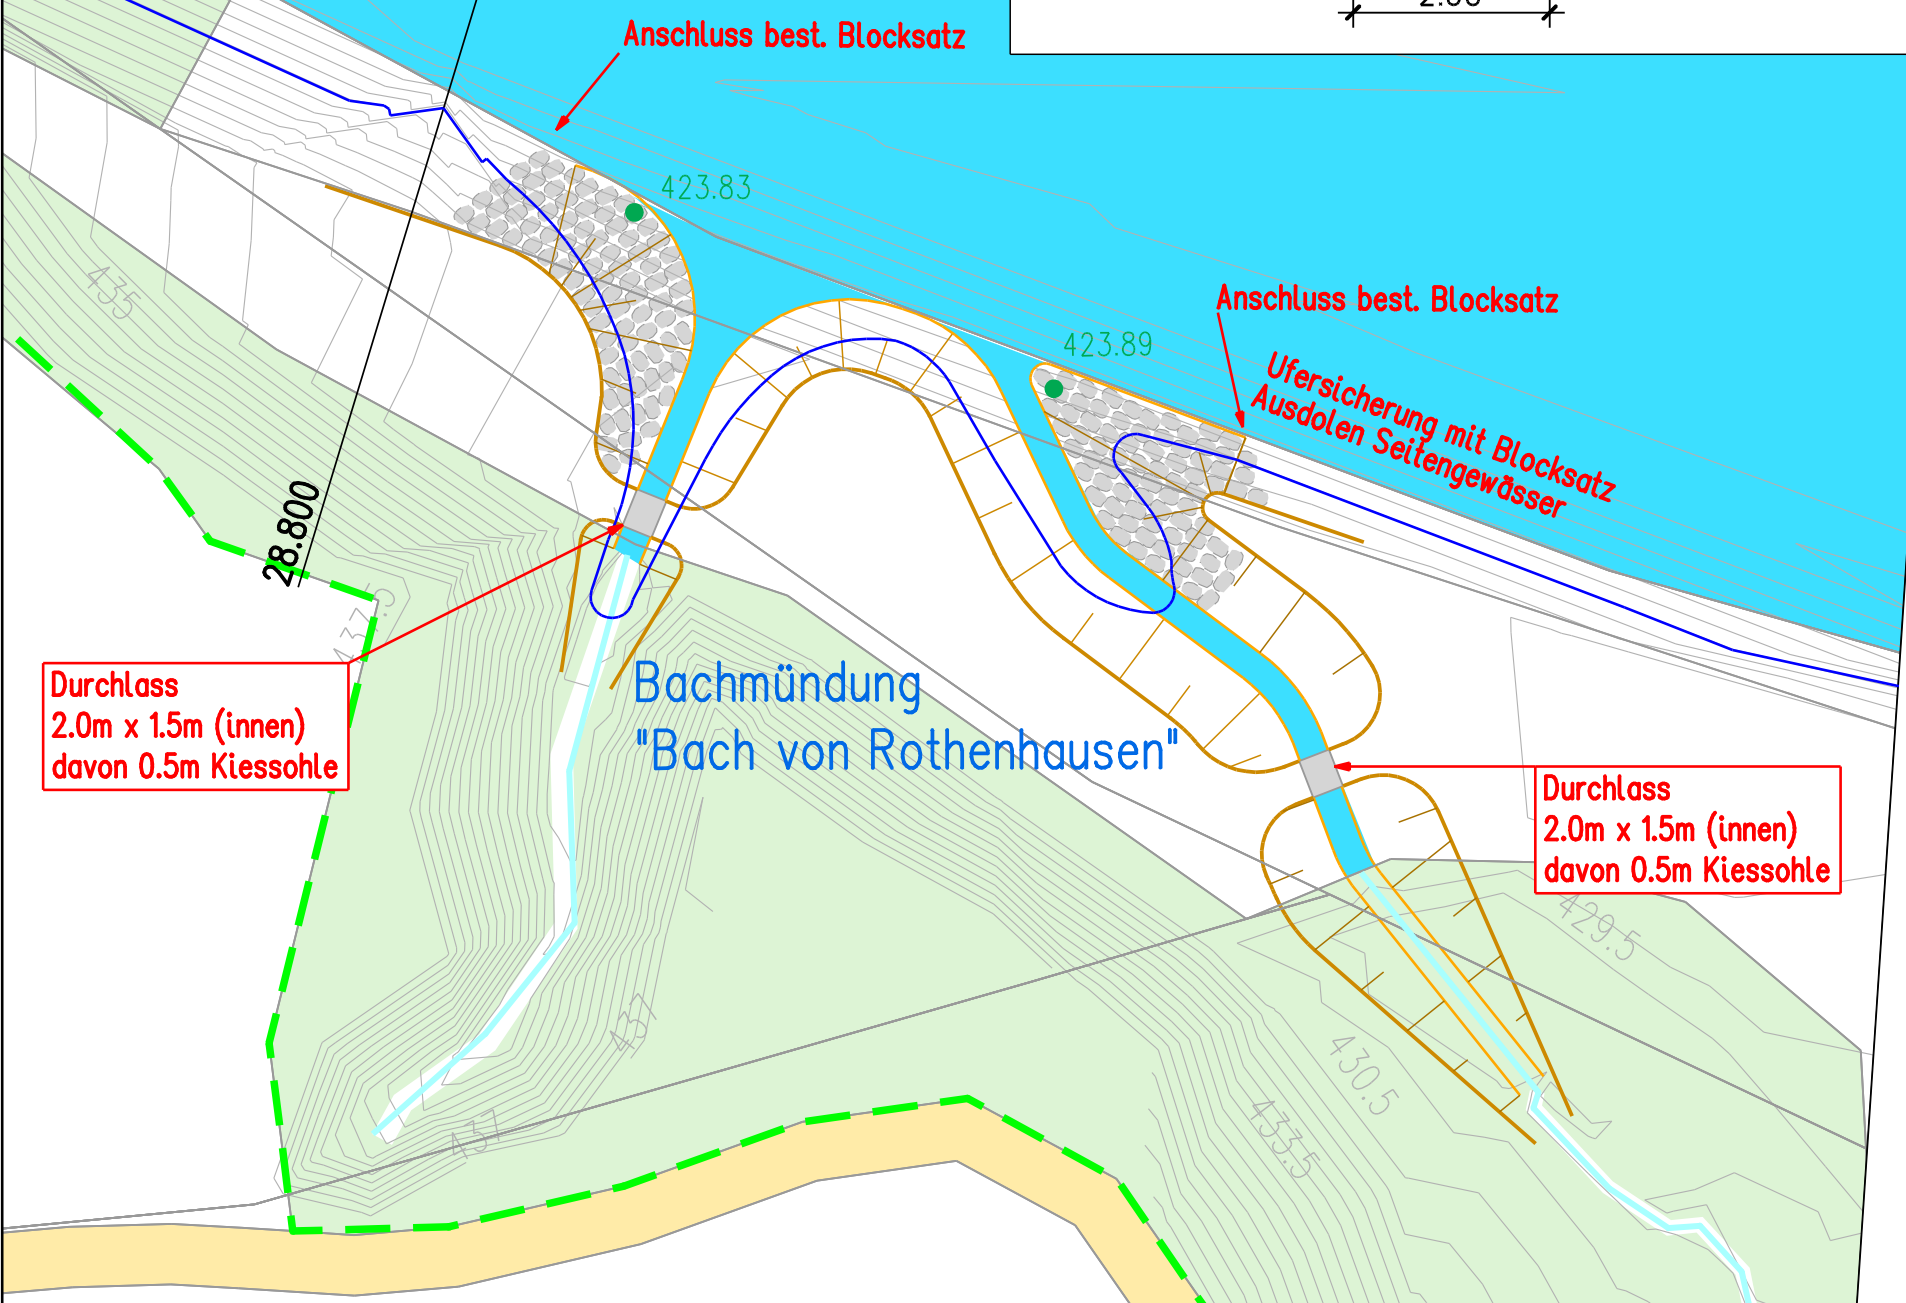 Anschluss best. Blocksatz
423.83
435
Anschluss best. Blocksatz
423.89
Ufersicherung mit Blocksatz
Ausdolen Seitengewässer
28.800
Durchlass
2.0m x 1.5m (innen)
davon 0.5m Kiessohle
Bachmündung
"Bach von Rothenhausen"
Durchlass
2.0m x 1.5m (innen)
davon 0.5m Kiessohle
429.5
437
430.5
433.5
437